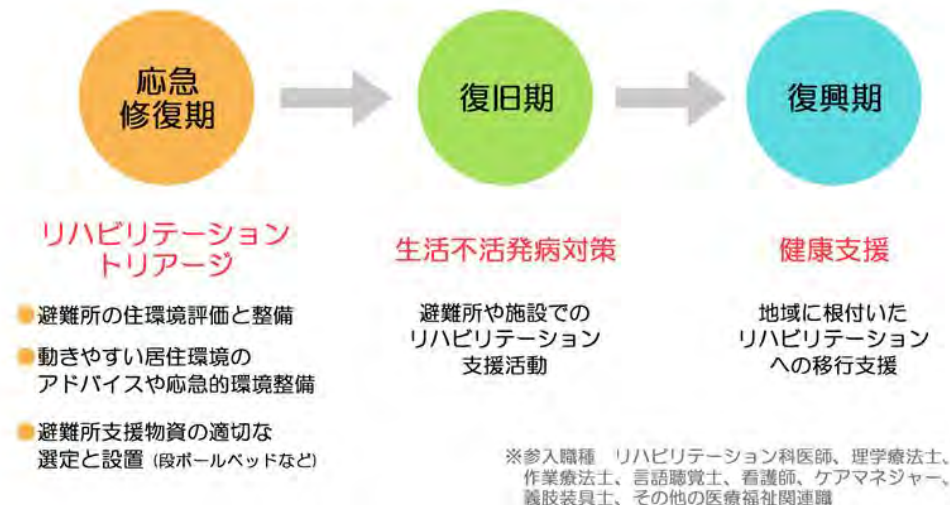 応急
修復期
復旧期
復興期
リハビリテーション
トリアージ
避難所の住環境評価と整備
動きやすい居住環境の
アドバイスや応急的環境整備
避難所支援物資の適切な
選定と設置（段ボールベッドなど）
生活不活発病対策
避難所や施設での
リハビリテーション
支援活動
健康支援
地域に根付いた
リハビリテーション
への移行支援
※参入職種　リハビリテーション科医師、理学療法士、
作業療法士、言語聴覚士、看護師、ケアマネジャー、
義肢装具士、その他の医療福祉関連職